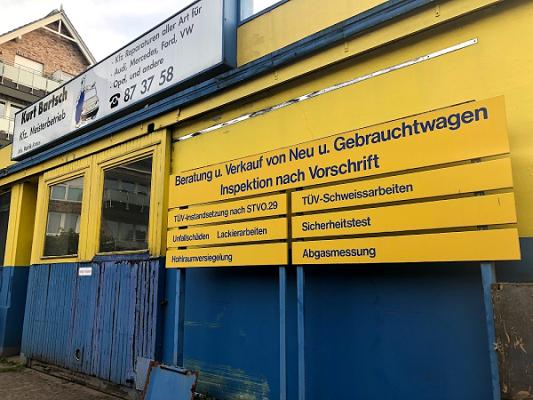 Kurt Bartsch
Kfz. Meisterbetrieb
Kfz Reparaturen aller Art für
Audi, Mercedes, Ford, VW
Opel, und andere
☎ 87 37 58
Beratung u. Verkauf von Neu u. Gebrauchtwagen
Inspektion nach Vorschrift
TÜV-Instandsetzung nach STVO.29
TÜV-Schweissarbeiten
Unfallschäden Lackierarbeiten
Sicherheitstest
Hohlraumversiegelung
Abgasmessung